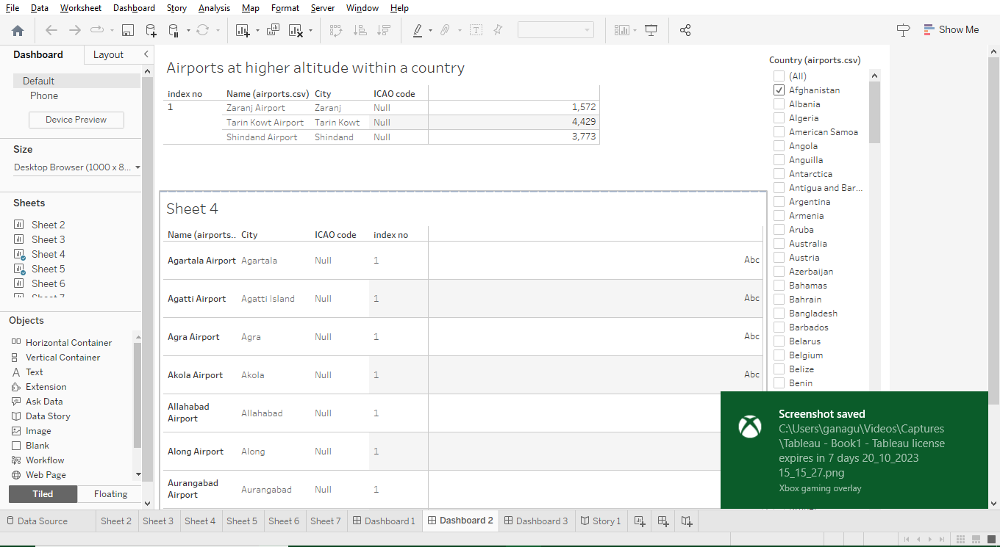 File Data Worksheet Dashboard Story Analysis Map Format Server Window Help
Show Me
Dashboard Layout
Default
Phone
Device Preview
Size
Desktop Browser (1000 x 8...
Sheets
Sheet 2
Sheet 3
Sheet 4
Sheet 5
Sheet 6
Sheet 7
Objects
Horizontal Container
Vertical Container
Text
Extension
Ask Data
Data Story
Image
Blank
Workflow
Web Page
Tiled Floating
Airports at higher altitude within a country
index no Name (airports.csv) City ICAO code
1 Zaranj Airport Zaranj Null 1,572
Tarin Kowt Airport Tarin Kowt Null 4,429
Shindand Airport Shindand Null 3,773
Sheet 4
Name (airports.. City ICAO code index no
Agartala Airport Agartala Null 1 Abc
Agatti Airport Agatti Island Null 1 Abc
Agra Airport Agra Null 1 Abc
Akola Airport Akola Null 1 Abc
Allahabad
Airport Allahabad Null 1
Along Airport Along Null 1
Aurangabad
Airport Aurangabad Null 1
Country (airports.csv)
(All)
Afghanistan
Albania
Algeria
American Samoa
Angola
Anguilla
Antarctica
Antigua and Bar...
Argentina
Armenia
Aruba
Australia
Austria
Azerbaijan
Bahamas
Bahrain
Bangladesh
Barbados
Belarus
Belgium
Belize
Benin
Screenshot saved
C:\Users\ganagu\Videos\Captures
\Tableau - Book1 - Tableau license
expires in 7 days 20_10_2023
15_15_27.png
Xbox gaming overlay
Data Source Sheet 2 Sheet 3 Sheet 4 Sheet 5 Sheet 6 Sheet 7 Dashboard 1 Dashboard 2 Dashboard 3 Story 1